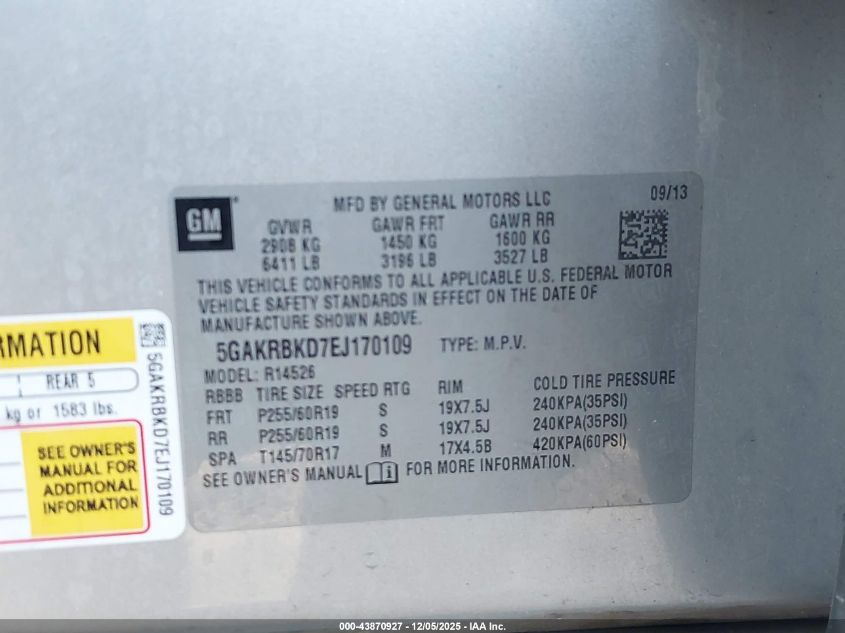 GM
MFD BY GENERAL MOTORS LLC
09/13
GVWR GAWR FRT GAWR RR
2908 KG 1450 KG 1600 KG
6411 LB 3196 LB 3527 LB
THIS VEHICLE CONFORMS TO ALL APPLICABLE U.S. FEDERAL MOTOR
VEHICLE SAFETY STANDARDS IN EFFECT ON THE DATE OF
MANUFACTURE SHOWN ABOVE.
5GAKRBKD7EJ170109 TYPE: M.P.V.
MODEL: R14526
RBBB TIRE SIZE SPEED RTG RIM COLD TIRE PRESSURE
FRT P255/60R19 S 19X7.5J 240KPA(35PSI)
RR P255/60R19 S 19X7.5J 240KPA(35PSI)
SPA T145/70R17 M 17X4.5B 420KPA(60PSI)
SEE OWNER'S MANUAL FOR MORE INFORMATION.
RMATION
REAR 5
kg or 1583 lbs.
SEE OWNER'S
MANUAL FOR
ADDITIONAL
INFORMATION
5GAKRBKD7EJ170109
000-43870927 - 12/05/2025 - IAA Inc.